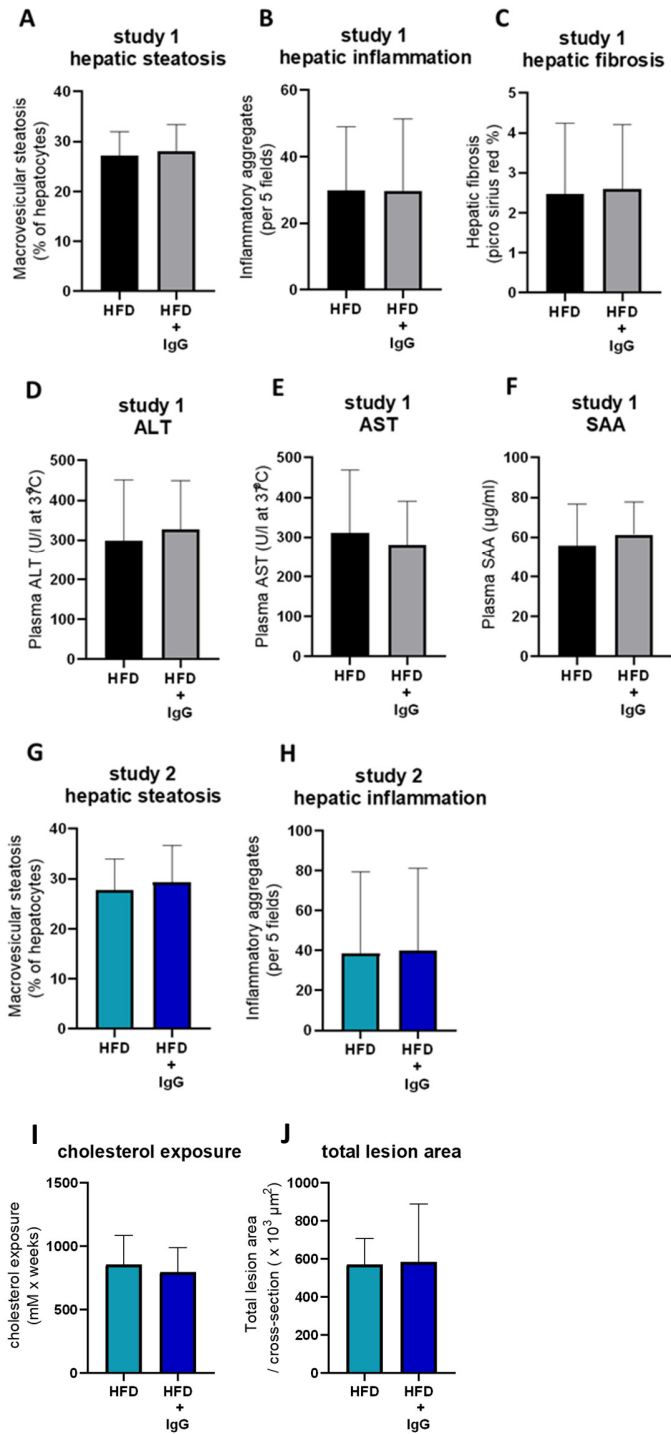 A
study 1
hepatic steatosis
Macrovesicular steatosis
(% of hepatocytes)
40
30
20
10
0
HFD
HFD
+
IgG
B
study 1
hepatic inflammation
Inflammatory aggregates
(per 5 fields)
60
40
20
0
HFD
HFD
+
IgG
C
study 1
hepatic fibrosis
Hepatic fibrosis
(picro sirius red %)
5
4
3
2
1
0
HFD
HFD
+
IgG
D
study 1
ALT
Plasma ALT (U/l at 37°C)
500
400
300
200
100
0
HFD
HFD
+
IgG
E
study 1
AST
Plasma AST (U/l at 37°C)
500
400
300
200
100
0
HFD
HFD
+
IgG
F
study 1
SAA
Plasma SAA (µg/ml)
100
80
60
40
20
0
HFD
HFD
+
IgG
G
study 2
hepatic steatosis
Macrovesicular steatosis
(% of hepatocytes)
40
30
20
10
0
HFD
HFD
+
IgG
H
study 2
hepatic inflammation
Inflammatory aggregates
(per 5 fields)
100
80
60
40
20
0
HFD
HFD
+
IgG
I
cholesterol exposure
cholesterol exposure
(mM x weeks)
1500
1000
500
0
HFD
HFD
+
IgG
J
total lesion area
Total lesion area
/ cross-section ( x 10³ µm²)
1000
800
600
400
200
0
HFD
HFD
+
IgG